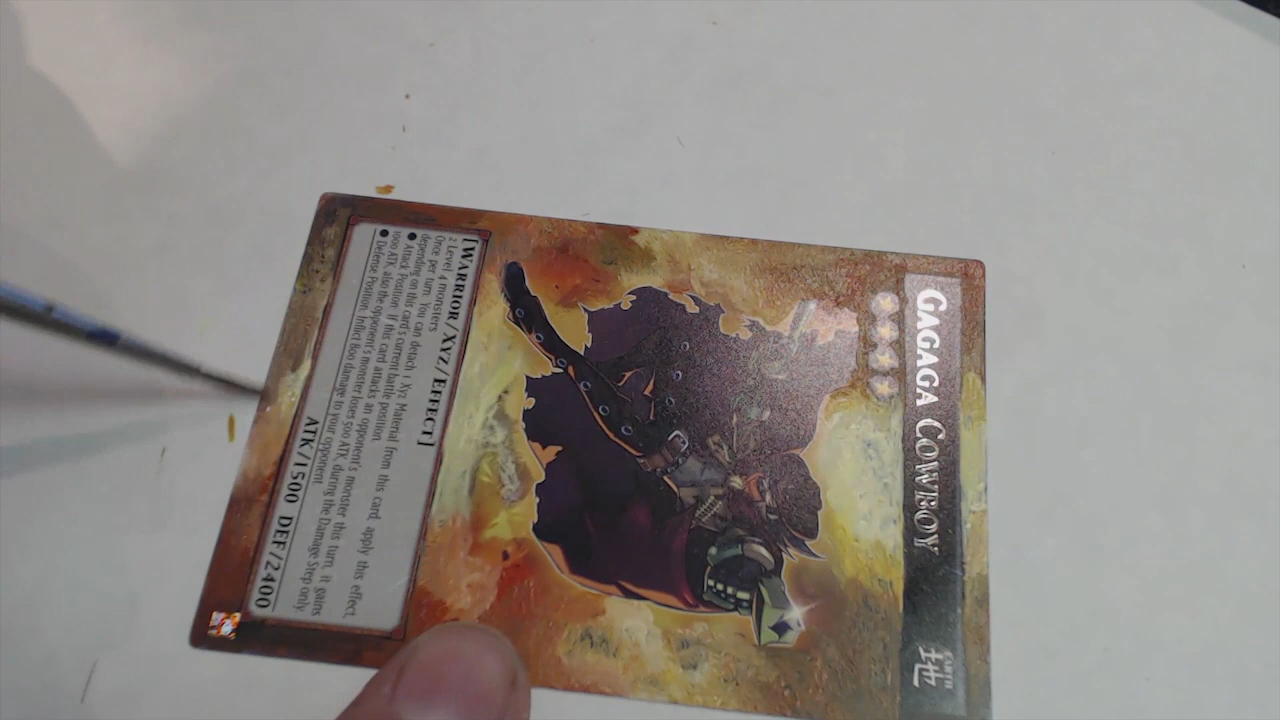 GAGAGA COWBOY
EARTH
地
[WARRIOR/XYZ/EFFECT]
2 Level 4 monsters
Once per turn: You can detach 1 Xyz Material from this card; apply this effect,
depending on this card's current battle position.
● Attack Position: If this card attacks an opponent's monster this turn, it gains
1000 ATK, also the opponent's monster loses 500 ATK, during the Damage Step only.
● Defense Position: Inflict 800 damage to your opponent.
ATK/1500 DEF/2400